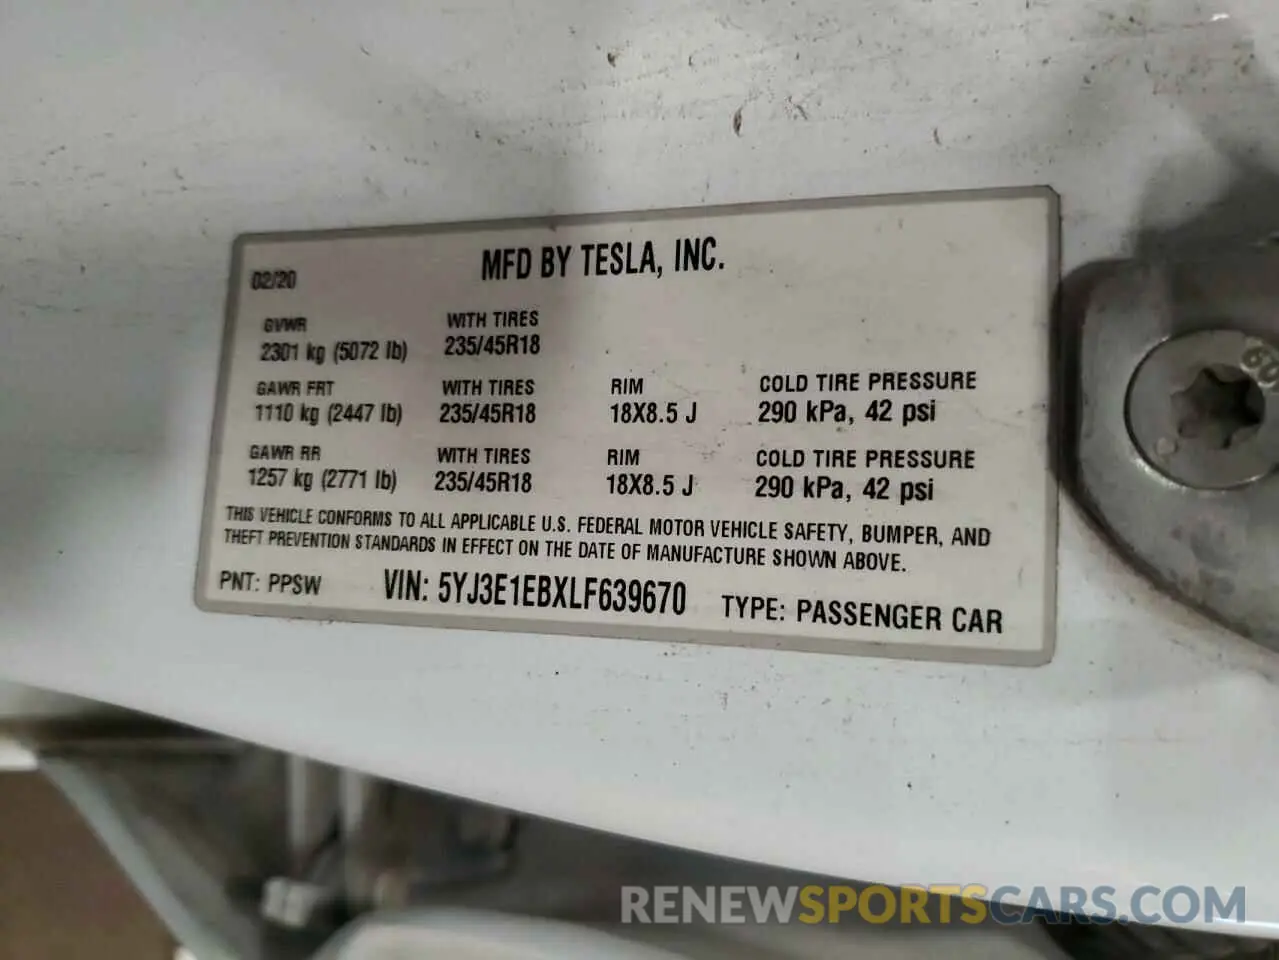 MFD BY TESLA, INC.
02/20
GVWR
2301 kg (5072 lb)
WITH TIRES
235/45R18
GAWR FRT
1110 kg (2447 lb)
WITH TIRES
235/45R18
RIM
18X8.5 J
COLD TIRE PRESSURE
290 kPa, 42 psi
GAWR RR
1257 kg (2771 lb)
WITH TIRES
235/45R18
RIM
18X8.5 J
COLD TIRE PRESSURE
290 kPa, 42 psi
THIS VEHICLE CONFORMS TO ALL APPLICABLE U.S. FEDERAL MOTOR VEHICLE SAFETY, BUMPER, AND
THEFT PREVENTION STANDARDS IN EFFECT ON THE DATE OF MANUFACTURE SHOWN ABOVE.
PNT: PPSW VIN: 5YJ3E1EBXLF639670 TYPE: PASSENGER CAR
RENEWSPORTSCARS.COM